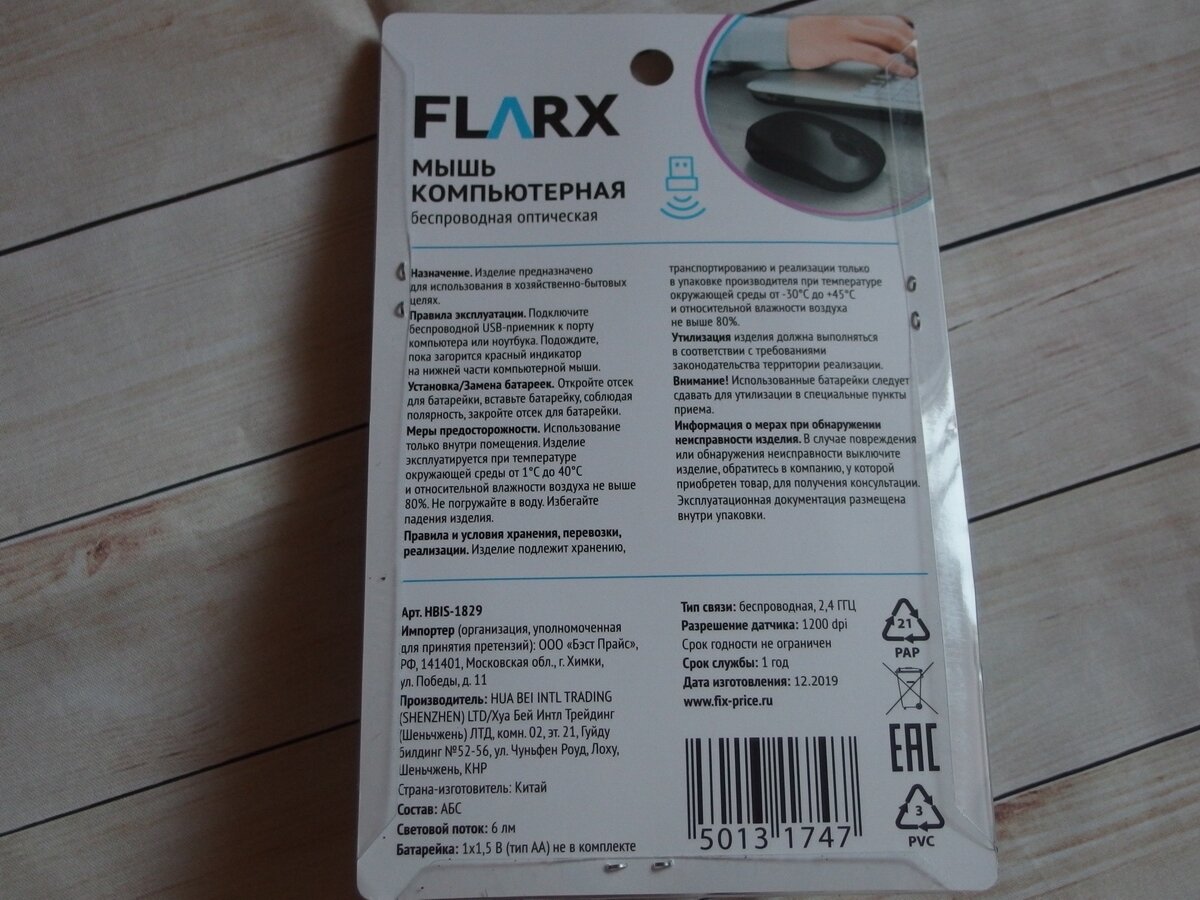 FLARX
МЫШЬ
КОМПЬЮТЕРНАЯ
беспроводная оптическая
Назначение. Изделие предназначено
для использования в хозяйственно-бытовых
целях.
Правила эксплуатации. Подключите
беспроводной USB-приемник к порту
компьютера или ноутбука. Подождите,
пока загорится красный индикатор
на нижней части компьютерной мыши.
Установка/Замена батареек. Откройте отсек
для батарейки, вставьте батарейку, соблюдая
полярность, закройте отсек для батарейки.
Меры предосторожности. Использование
только внутри помещения. Изделие
эксплуатируется при температуре
окружающей среды от 1°С до 40°С
и относительной влажности воздуха не выше
80%. Не погружайте в воду. Избегайте
падения изделия.
Правила и условия хранения, перевозки,
реализации. Изделие подлежит хранению,
транспортированию и реализации только
в упаковке производителя при температуре
окружающей среды от -30°С до +45°С
и относительной влажности воздуха
не выше 80%.
Утилизация изделия должна выполняться
в соответствии с требованиями
законодательства территории реализации.
Внимание! Использованные батарейки следует
сдавать для утилизации в специальные пункты
приема.
Информация о мерах при обнаружении
неисправности изделия. В случае повреждения
или обнаружения неисправности выключите
изделие, обратитесь в компанию, у которой
приобретен товар, для получения консультации.
Эксплуатационная документация размещена
внутри упаковки.
Арт. HBIS-1829
Импортер (организация, уполномоченная
для принятия претензий): ООО «Бэст Прайс»,
РФ, 141401, Московская обл., г. Химки,
ул. Победы, д. 11
Производитель: HUA BEI INTL TRADING
(SHENZHEN) LTD/Хуа Бей Интл Трейдинг
(Шеньчжень) ЛТД, комн. 02, эт. 21, Гуйду
Билдинг №52-56, ул. Чуньфен Роуд, Лоху,
Шеньчжень, КНР
Страна-изготовитель: Китай
Состав: АБС
Световой поток: 6 лм
Батарейка: 1x1,5 В (тип АА) не в комплекте
Тип связи: беспроводная, 2,4 ГГЦ
Разрешение датчика: 1200 dpi
Срок годности не ограничен
Срок службы: 1 год
Дата изготовления: 12.2019
www.fix-price.ru
21
PAP
EAC
3
PVC
5013 1747